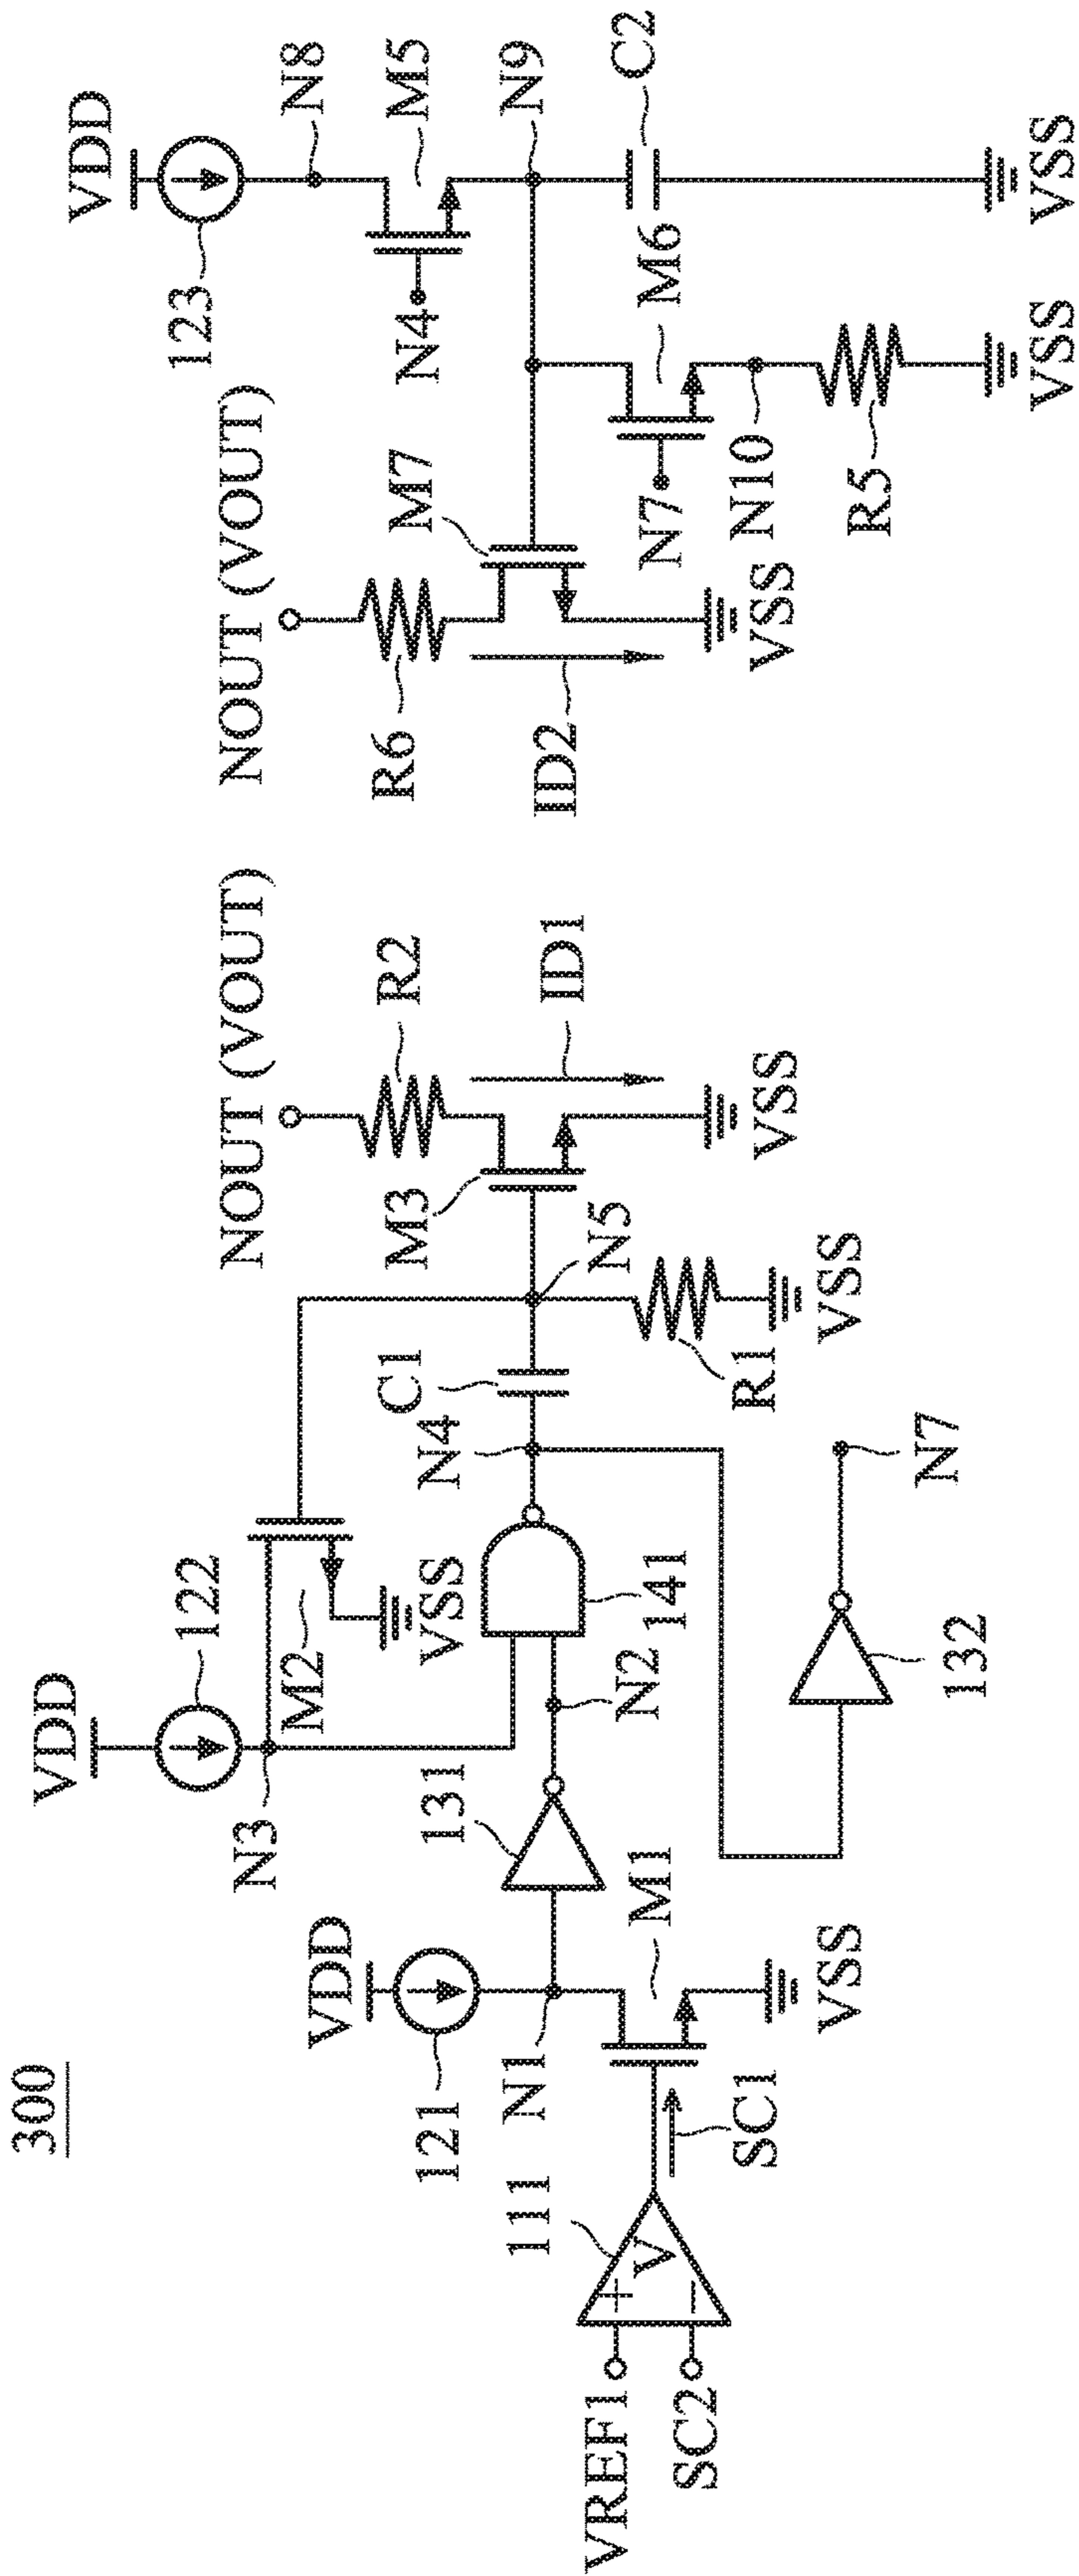 300
VREF1
SC2
111
+
−
V
SC1
VDD
121
N1
M1
VSS
131
N2
VDD
122
N3
M2
VSS
141
132
N7
N4
C1
N5
R1
VSS
NOUT (VOUT)
M3
R2
ID1
VSS
NOUT (VOUT)
R6
ID2
M7
VSS
N7
M6
N10
R5
VSS
VDD
123
N8
N4
M5
N9
C2
VSS